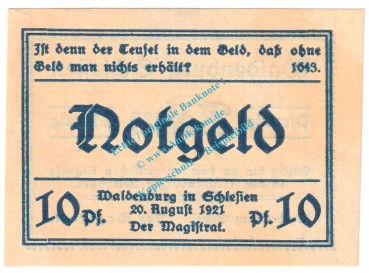 Ist denn der Teufel in dem Geld, daß ohne
Geld man nichts erhält? 1643.
Notgeld
10 Pf.
Waldenburg in Schlesien
20. August 1921
Der Magistrat.
Pf. 10